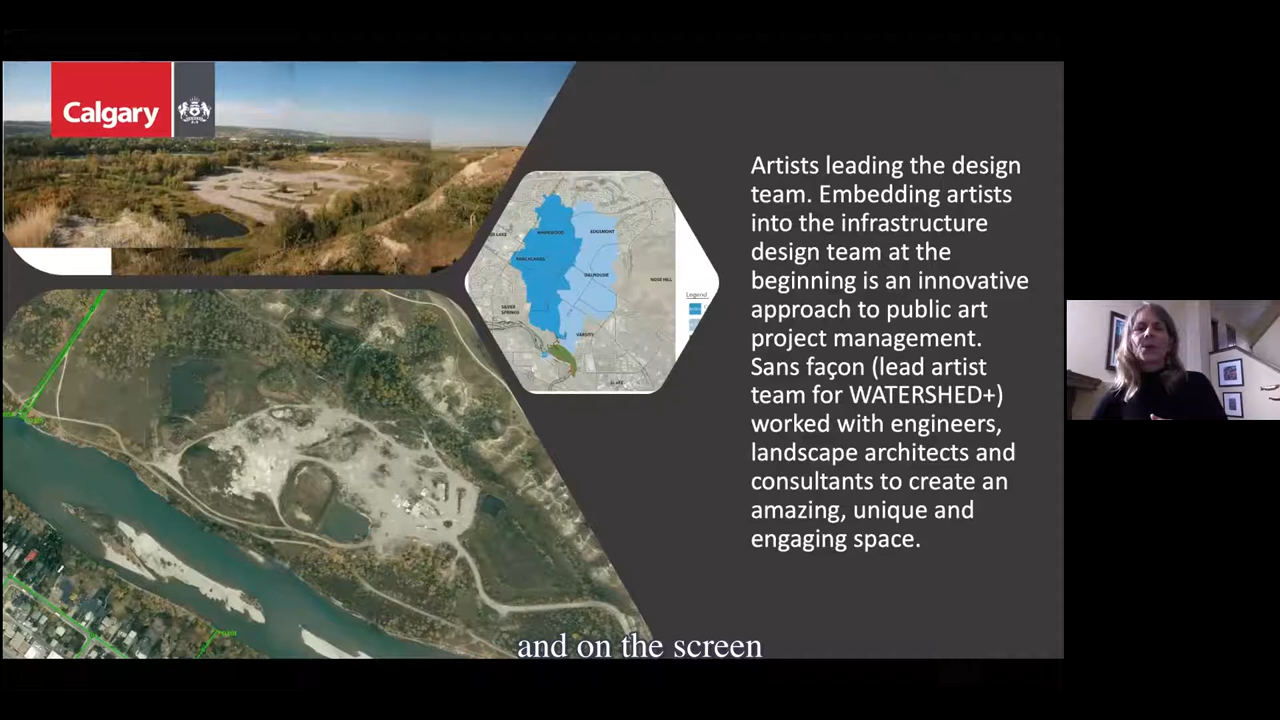 Calgary
Artists leading the design
team. Embedding artists
into the infrastructure
design team at the
beginning is an innovative
approach to public art
project management.
Sans façon (lead artist
team for WATERSHED+)
worked with engineers,
landscape architects and
consultants to create an
amazing, unique and
engaging space.
EDGEMONT
RANCHLANDS
DALHOUSIE
NOSE HILL
SILVER
SPRINGS
VARSITY
Legend
and on the screen